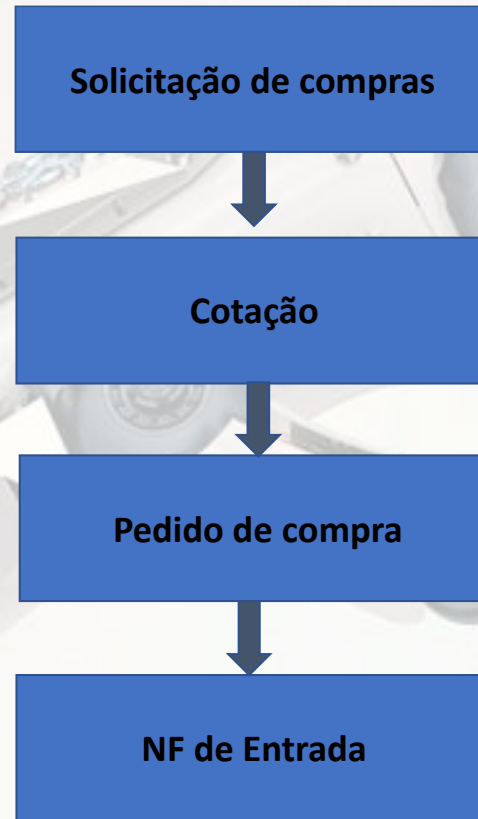 Solicitação de compras
Cotação
Pedido de compra
NF de Entrada